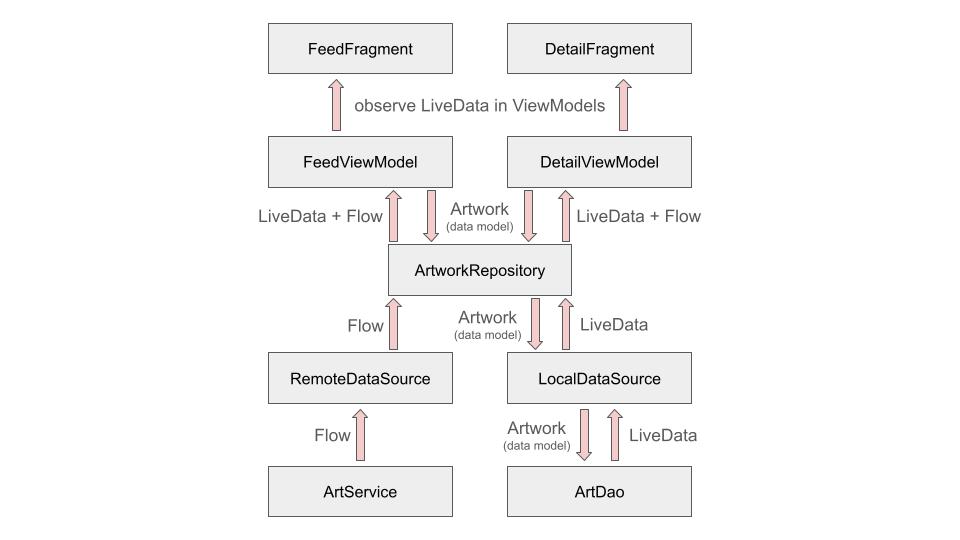 FeedFragment
DetailFragment
observe LiveData in ViewModels
FeedViewModel
DetailViewModel
LiveData + Flow
Artwork
(data model)
LiveData + Flow
ArtworkRepository
Flow
Artwork
(data model)
LiveData
RemoteDataSource
LocalDataSource
Flow
Artwork
(data model)
LiveData
ArtService
ArtDao